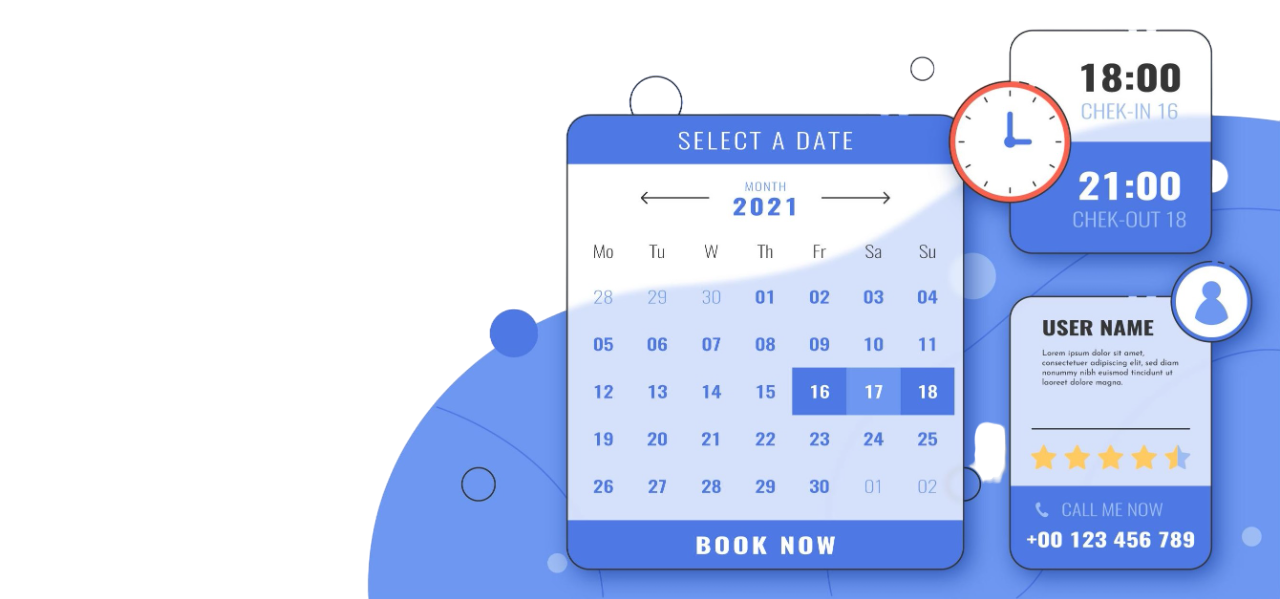 SELECT A DATE
MONTH
2021
Mo Tu W Th Fr Sa Su
28 29 30 01 02 03 04
05 06 07 08 09 10 11
12 13 14 15 16 17 18
19 20 21 22 23 24 25
26 27 28 29 30 01 02
BOOK NOW
18:00
CHEK-IN 16
21:00
CHEK-OUT 18
USER NAME
Lorem ipsum dolor sit amet,
consectetuer adipiscing elit, sed diam
nonummy nibh euismod tincidunt ut
laoreet dolore magna.
CALL ME NOW
+00 123 456 789